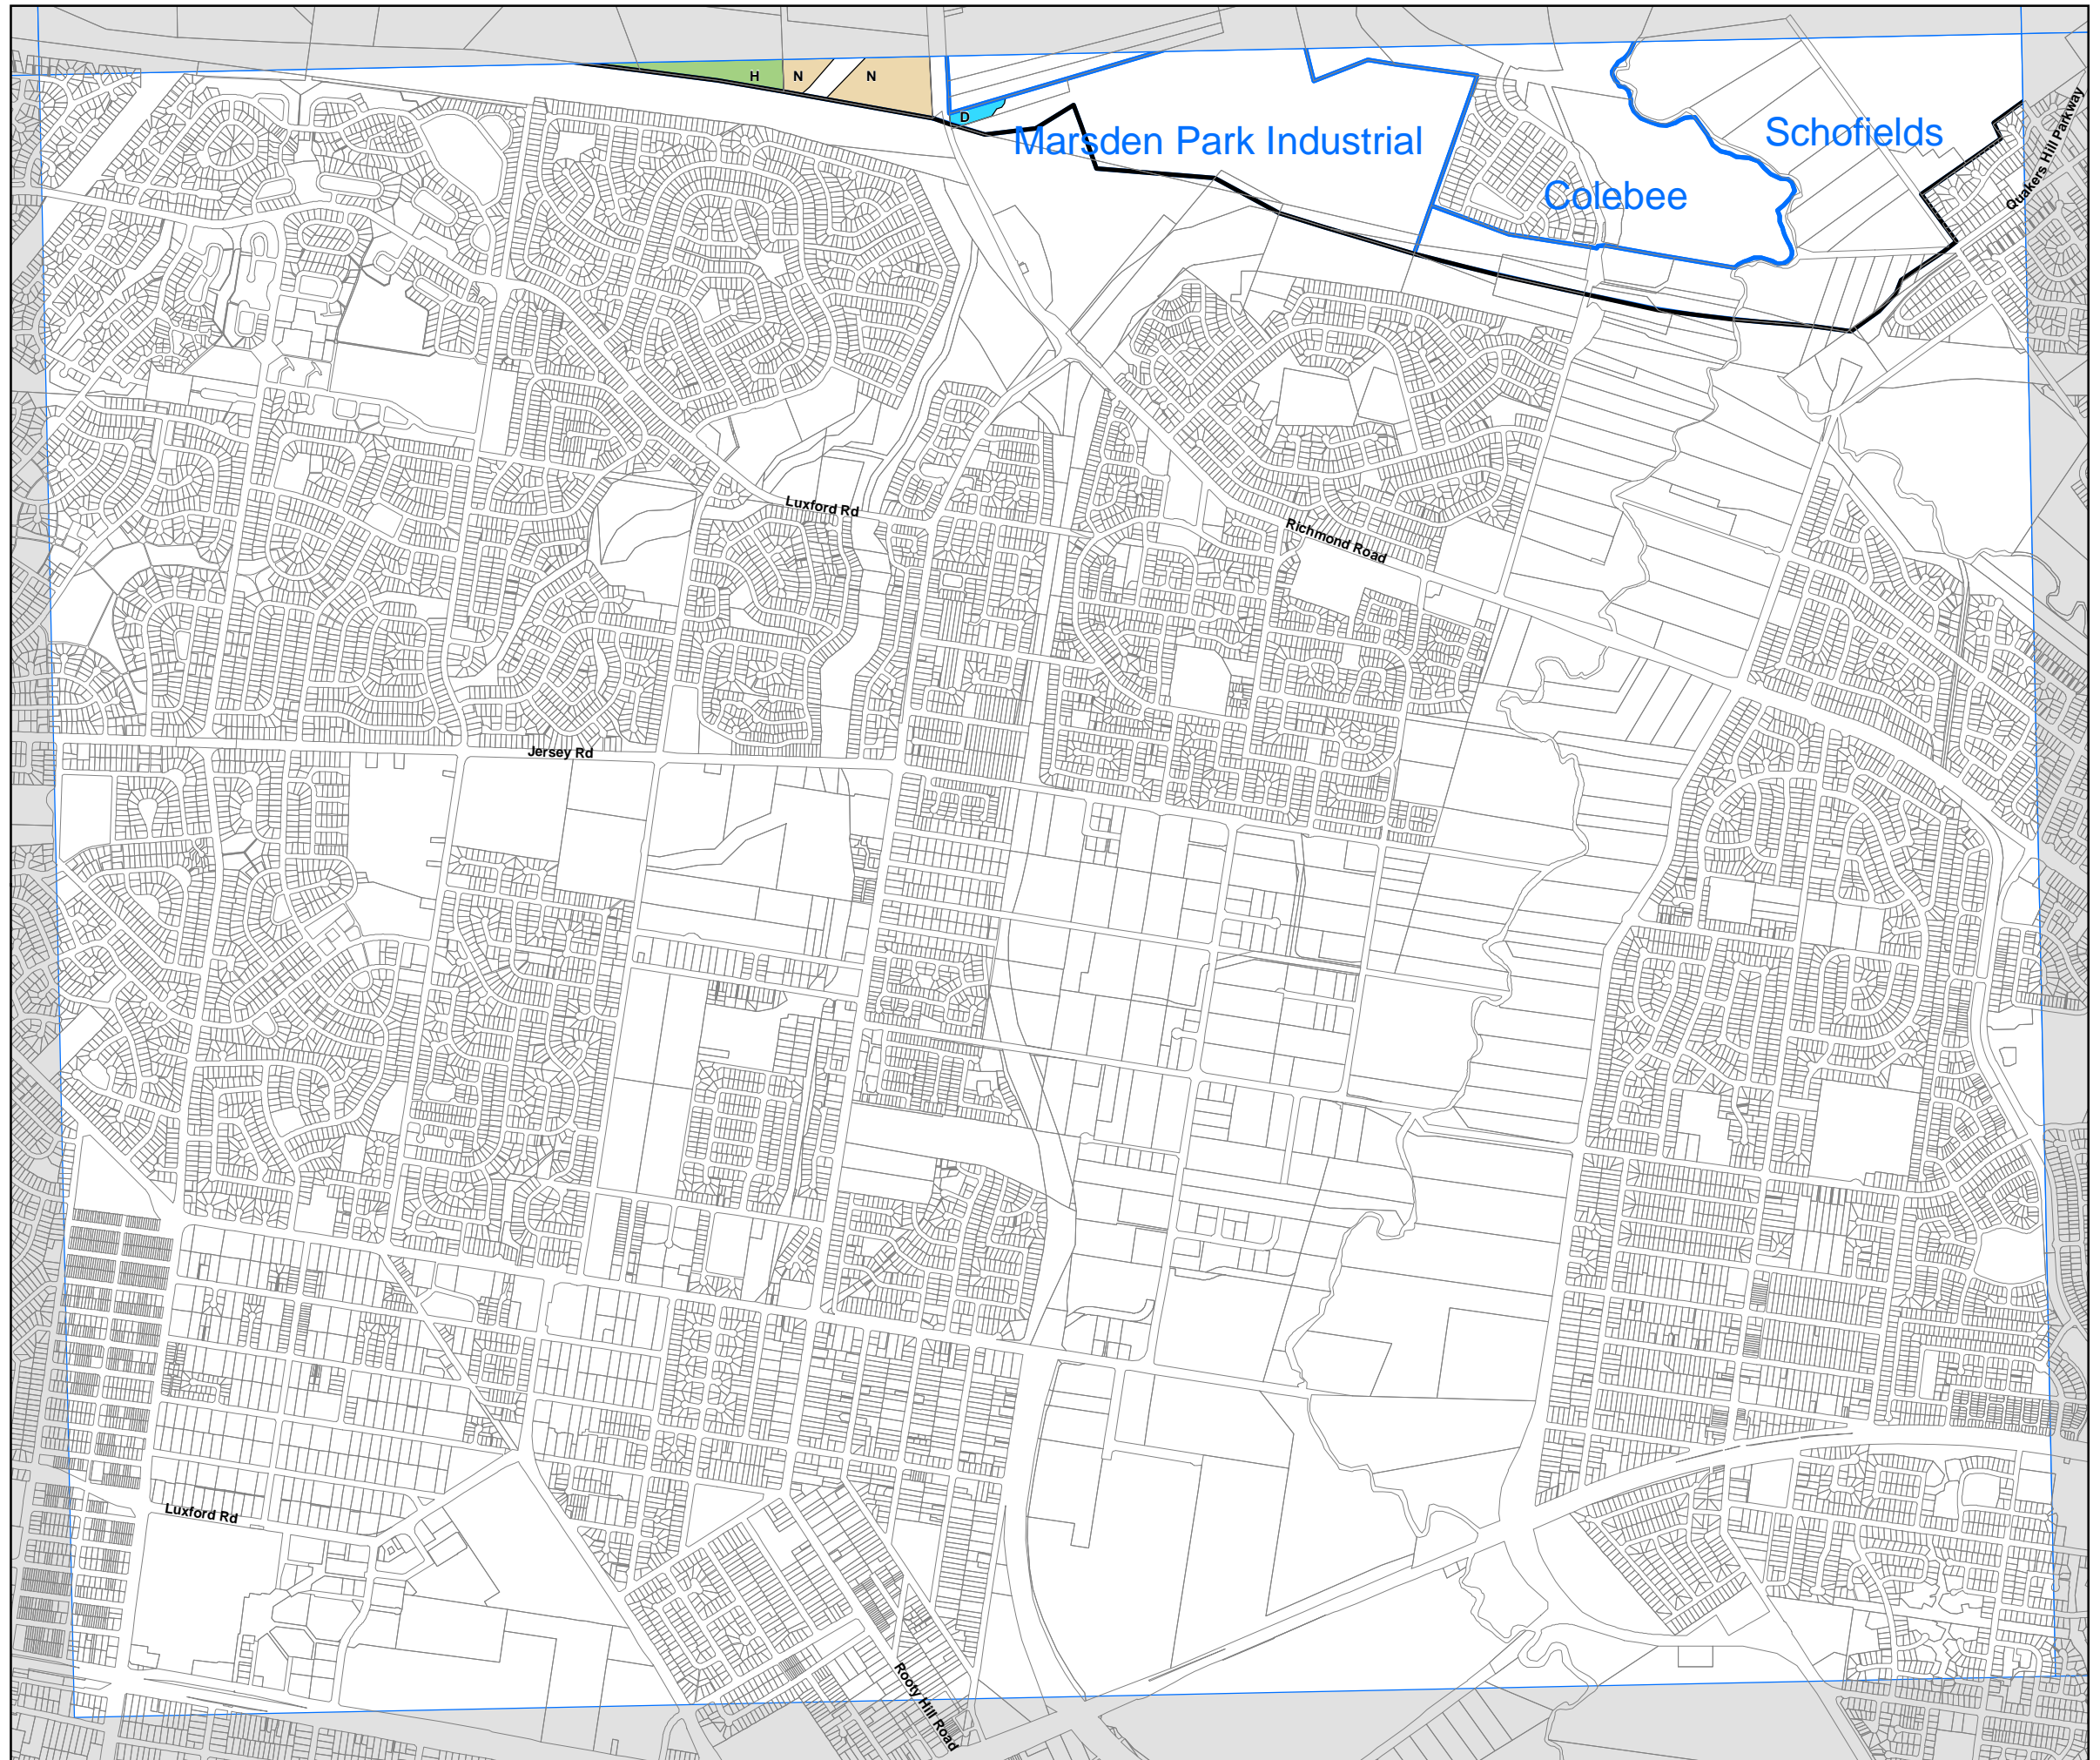 H
N
N
D
Marsden Park Industrial
Schofields
Colebee
Quakers Hill Parkway
Luxford Rd
Richmond Road
Jersey Rd
Luxford Rd
Rooty Hill Road